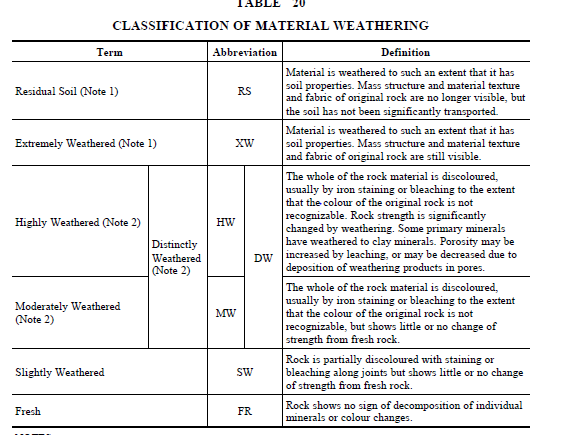 TABLE 20
CLASSIFICATION OF MATERIAL WEATHERING
Term Abbreviation Definition
Residual Soil (Note 1) RS
Material is weathered to such an extent that it has
soil properties. Mass structure and material texture
and fabric of original rock are no longer visible, but
the soil has not been significantly transported.
Extremely Weathered (Note 1) XW
Material is weathered to such an extent that it has
soil properties. Mass structure and material texture
and fabric of original rock are still visible.
Highly Weathered (Note 2)
Distinctly
Weathered
(Note 2)
HW
DW
The whole of the rock material is discoloured,
usually by iron staining or bleaching to the extent
that the colour of the original rock is not
recognizable. Rock strength is significantly
changed by weathering. Some primary minerals
have weathered to clay minerals. Porosity may be
increased by leaching, or may be decreased due to
deposition of weathering products in pores.
Moderately Weathered
(Note 2)
MW
The whole of the rock material is discoloured,
usually by iron staining or bleaching to the extent
that the colour of the original rock is not
recognizable, but shows little or no change of
strength from fresh rock.
Slightly Weathered SW
Rock is partially discoloured with staining or
bleaching along joints but shows little or no change
of strength from fresh rock.
Fresh FR
Rock shows no sign of decomposition of individual
minerals or colour changes.